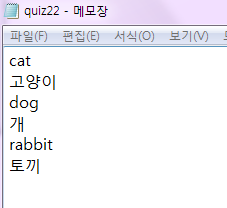 quiz22 - 메모장
파일(F) 편집(E) 서식(O) 보기(V)
cat
고양이
dog
개
rabbit
토끼